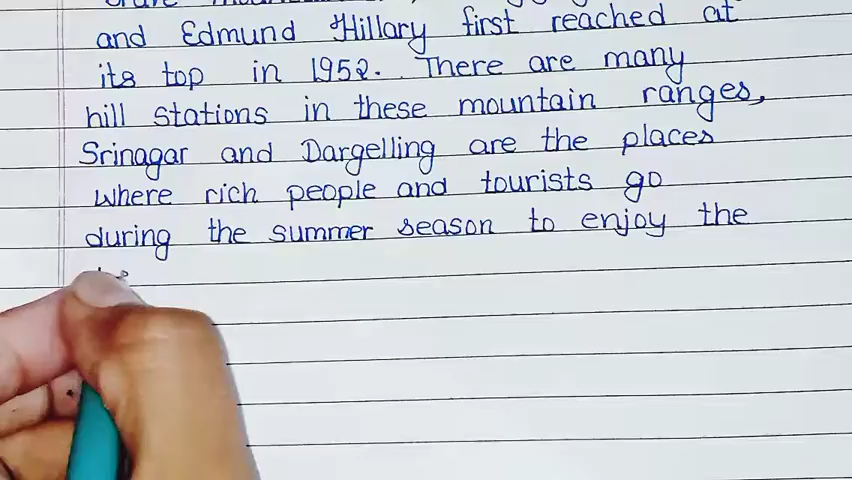 and Edmund Hillary first reached at
its top in 1952. There are many
hill stations in these mountain ranges,
Srinagar and Dargelling are the places
where rich people and tourists go
during the summer season to enjoy the